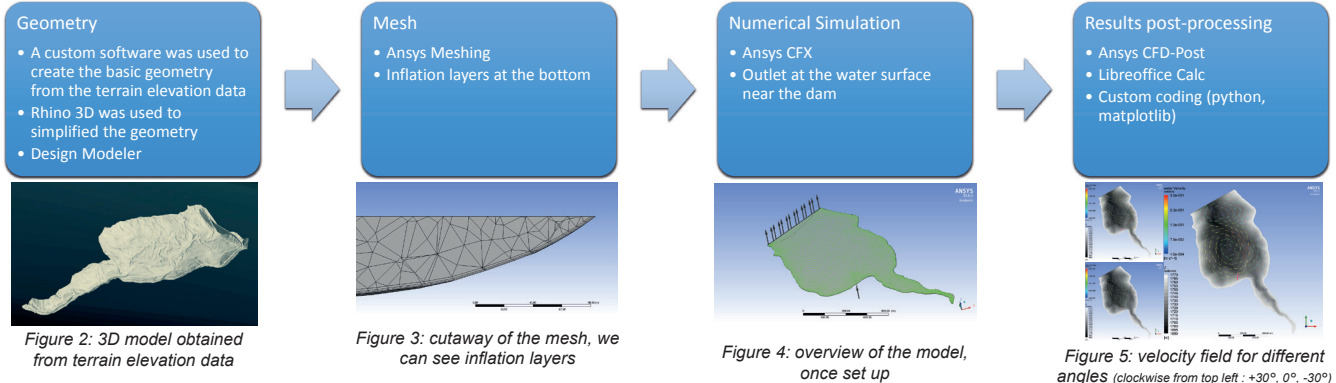 Geometry
• A custom software was used to
create the basic geometry
from the terrain elevation data
• Rhino 3D was used to
simplified the geometry
• Design Modeler
Mesh
• Ansys Meshing
• Inflation layers at the bottom
Numerical Simulation
• Ansys CFX
• Outlet at the water surface
near the dam
Results post-processing
• Ansys CFD-Post
• Libreoffice Calc
• Custom coding (python,
matplotlib)
ANSYS
ANSYS
Figure 2: 3D model obtained
from terrain elevation data
Figure 3: cutaway of the mesh, we
can see inflation layers
Figure 4: overview of the model,
once set up
Figure 5: velocity field for different
angles (clockwise from top left : +30°, 0°, -30°)